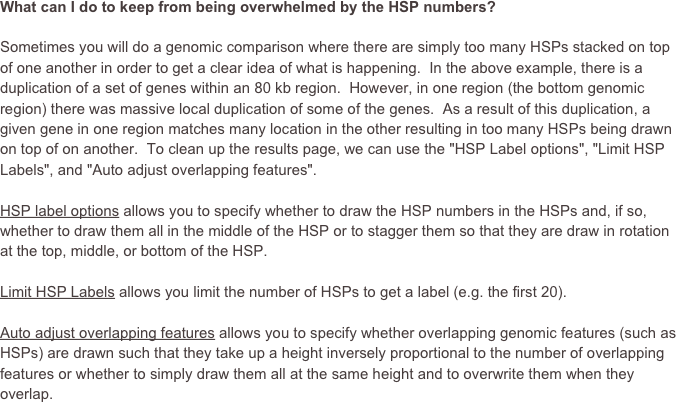 What can I do to keep from being overwhelmed by the HSP numbers?
Sometimes you will do a genomic comparison where there are simply too many HSPs stacked on top
of one another in order to get a clear idea of what is happening.  In the above example, there is a
duplication of a set of genes within an 80 kb region.  However, in one region (the bottom genomic
region) there was massive local duplication of some of the genes.  As a result of this duplication, a
given gene in one region matches many location in the other resulting in too many HSPs being drawn
on top of on another.  To clean up the results page, we can use the "HSP Label options", "Limit HSP
Labels", and "Auto adjust overlapping features".
HSP label options allows you to specify whether to draw the HSP numbers in the HSPs and, if so,
whether to draw them all in the middle of the HSP or to stagger them so that they are draw in rotation
at the top, middle, or bottom of the HSP.
Limit HSP Labels allows you limit the number of HSPs to get a label (e.g. the first 20).
Auto adjust overlapping features allows you to specify whether overlapping genomic features (such as
HSPs) are drawn such that they take up a height inversely proportional to the number of overlapping
features or whether to simply draw them all at the same height and to overwrite them when they
overlap.